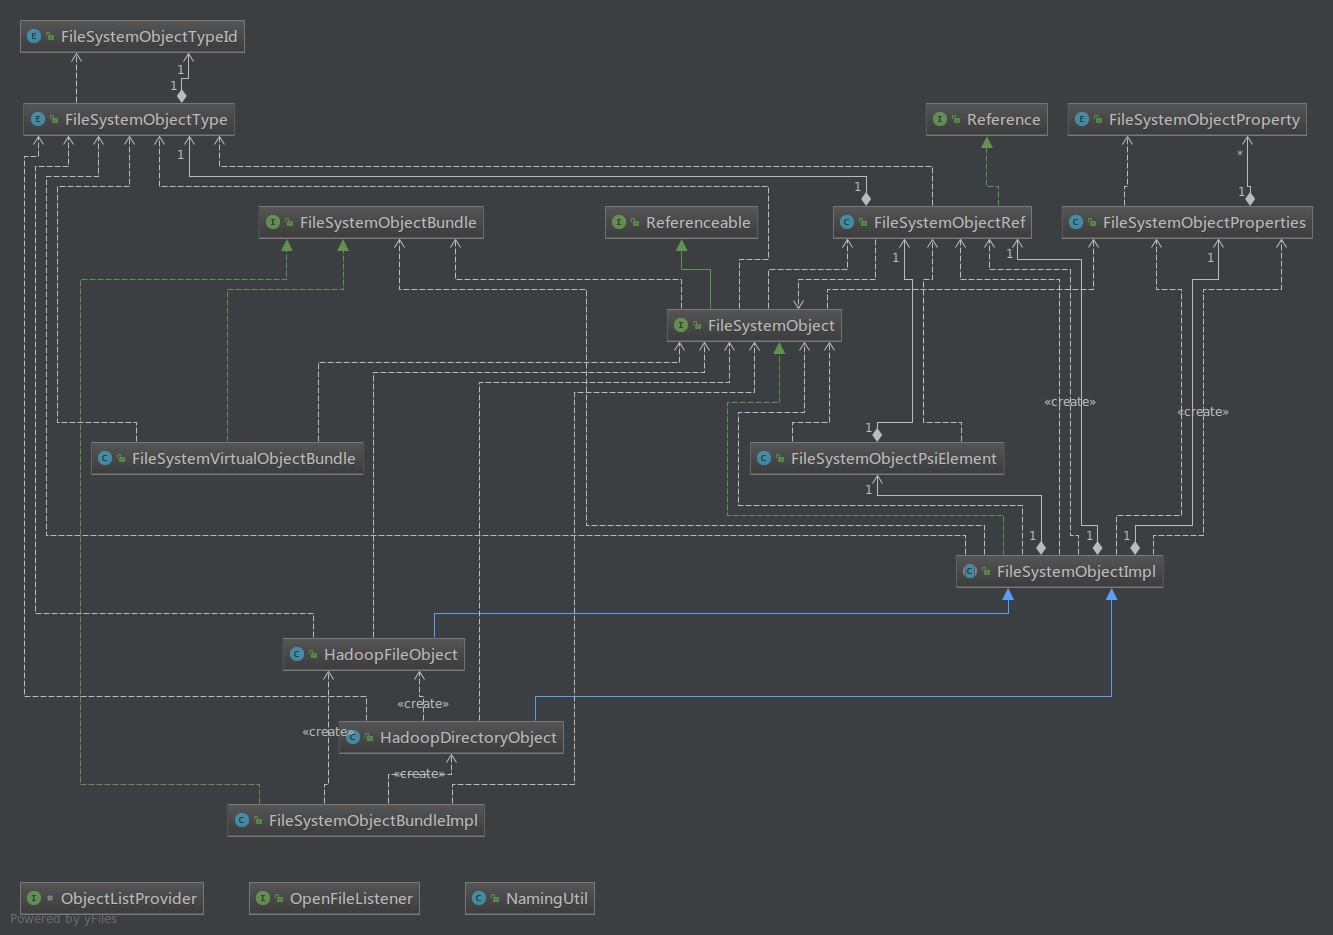 FileSystemObjectTypeId
1
1
FileSystemObjectType
Reference
FileSystemObjectProperty
1
*
1
1
FileSystemObjectBundle
Referenceable
FileSystemObjectRef
FileSystemObjectProperties
1
1
1
FileSystemObject
«create»
«create»
1
FileSystemVirtualObjectBundle
FileSystemObjectPsiElement
1
1
1
1
FileSystemObjectImpl
HadoopFileObject
«create»
«create»
HadoopDirectoryObject
«create»
FileSystemObjectBundleImpl
ObjectListProvider
OpenFileListener
NamingUtil
Powered by yFiles